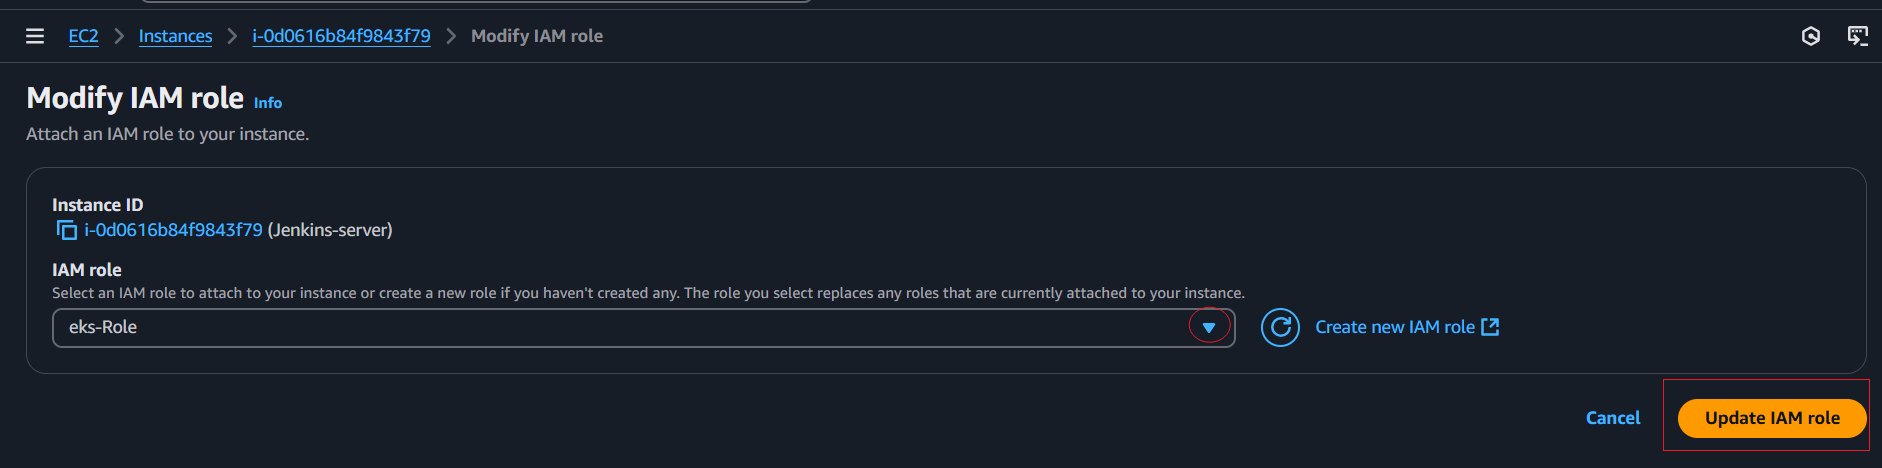 EC2 > Instances > i-0d0616b84f9843f79 > Modify IAM role
Modify IAM role Info
Attach an IAM role to your instance.
Instance ID
i-0d0616b84f9843f79 (Jenkins-server)
IAM role
Select an IAM role to attach to your instance or create a new role if you haven't created any. The role you select replaces any roles that are currently attached to your instance.
eks-Role
Create new IAM role
Cancel
Update IAM role